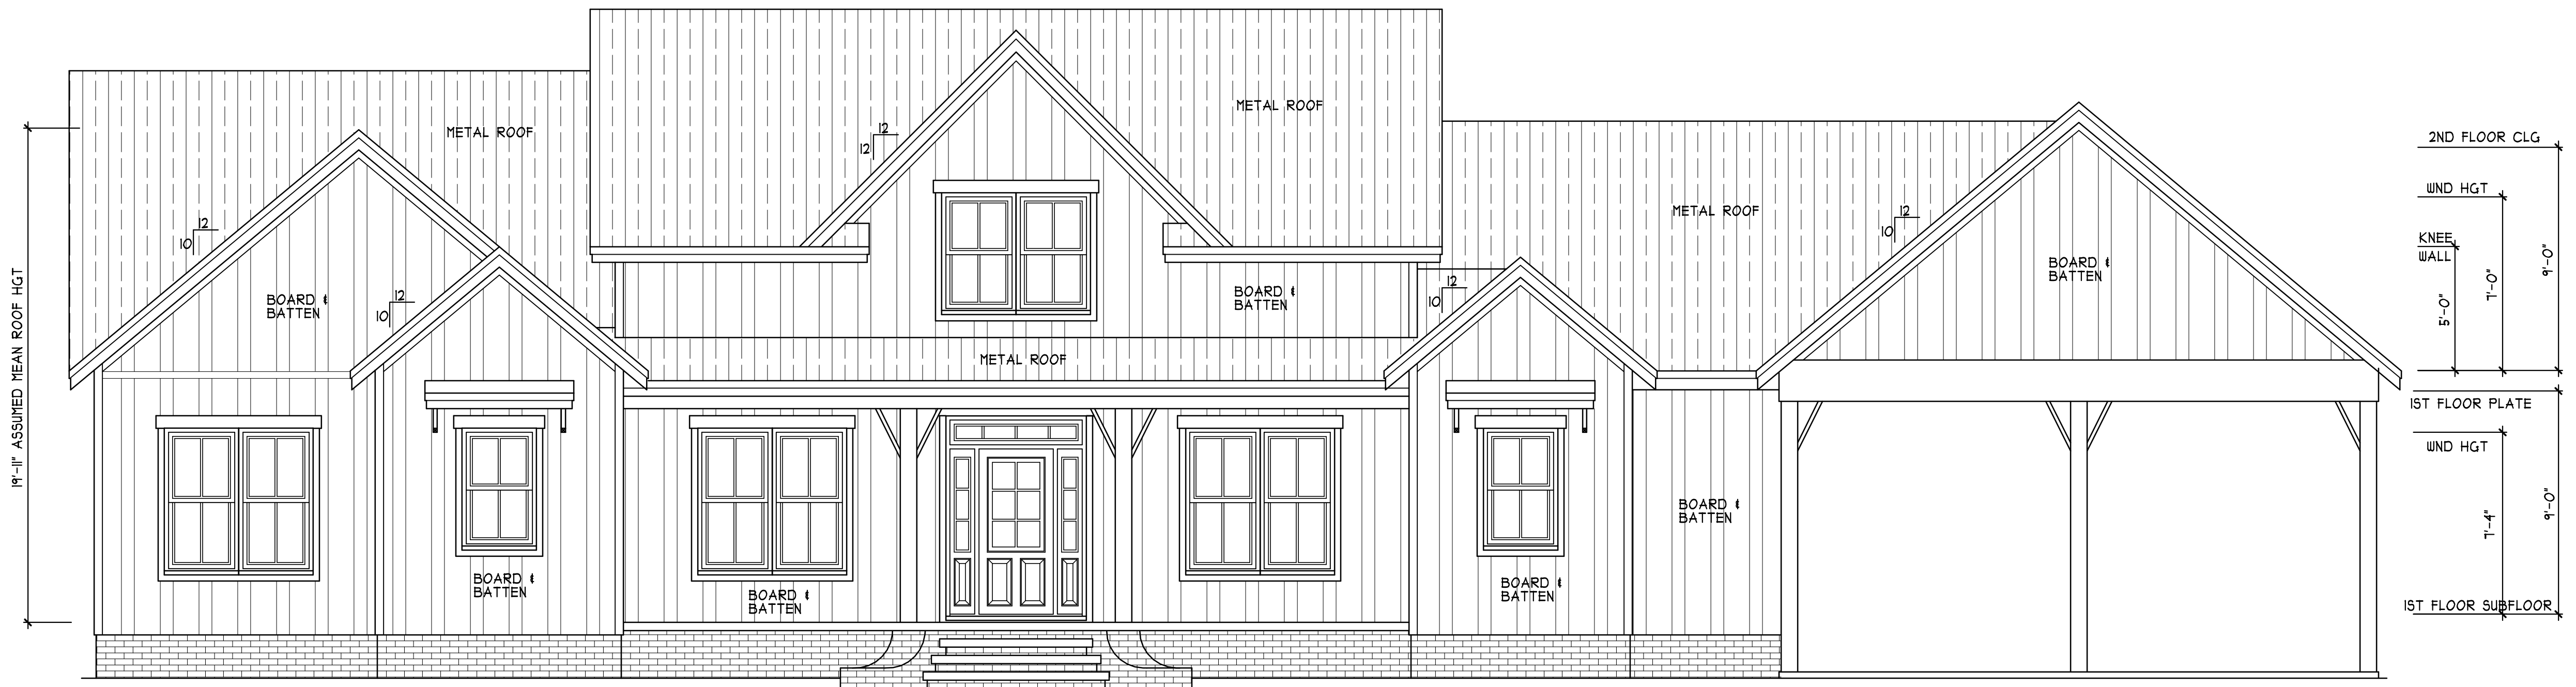 19'-11" ASSUMED MEAN ROOF HGT
METAL ROOF
12
10
BOARD &
BATTEN
12
10
BOARD &
BATTEN
12
12
METAL ROOF
BOARD &
BATTEN
METAL ROOF
BOARD &
BATTEN
12
10
BOARD &
BATTEN
METAL ROOF
12
10
BOARD &
BATTEN
BOARD &
BATTEN
2ND FLOOR CLG
WND HGT
KNEE
WALL
5'-0"
7'-0"
9'-0"
1ST FLOOR PLATE
WND HGT
7'-4"
9'-0"
1ST FLOOR SUBFLOOR